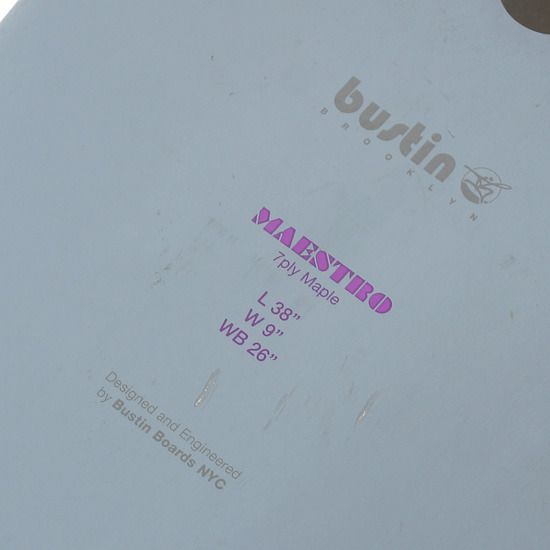 bustin
BROOKLYN
MAESTRO
7ply Maple
L 38”
W 9”
WB 26”
Designed and Engineered
by Bustin Boards NYC